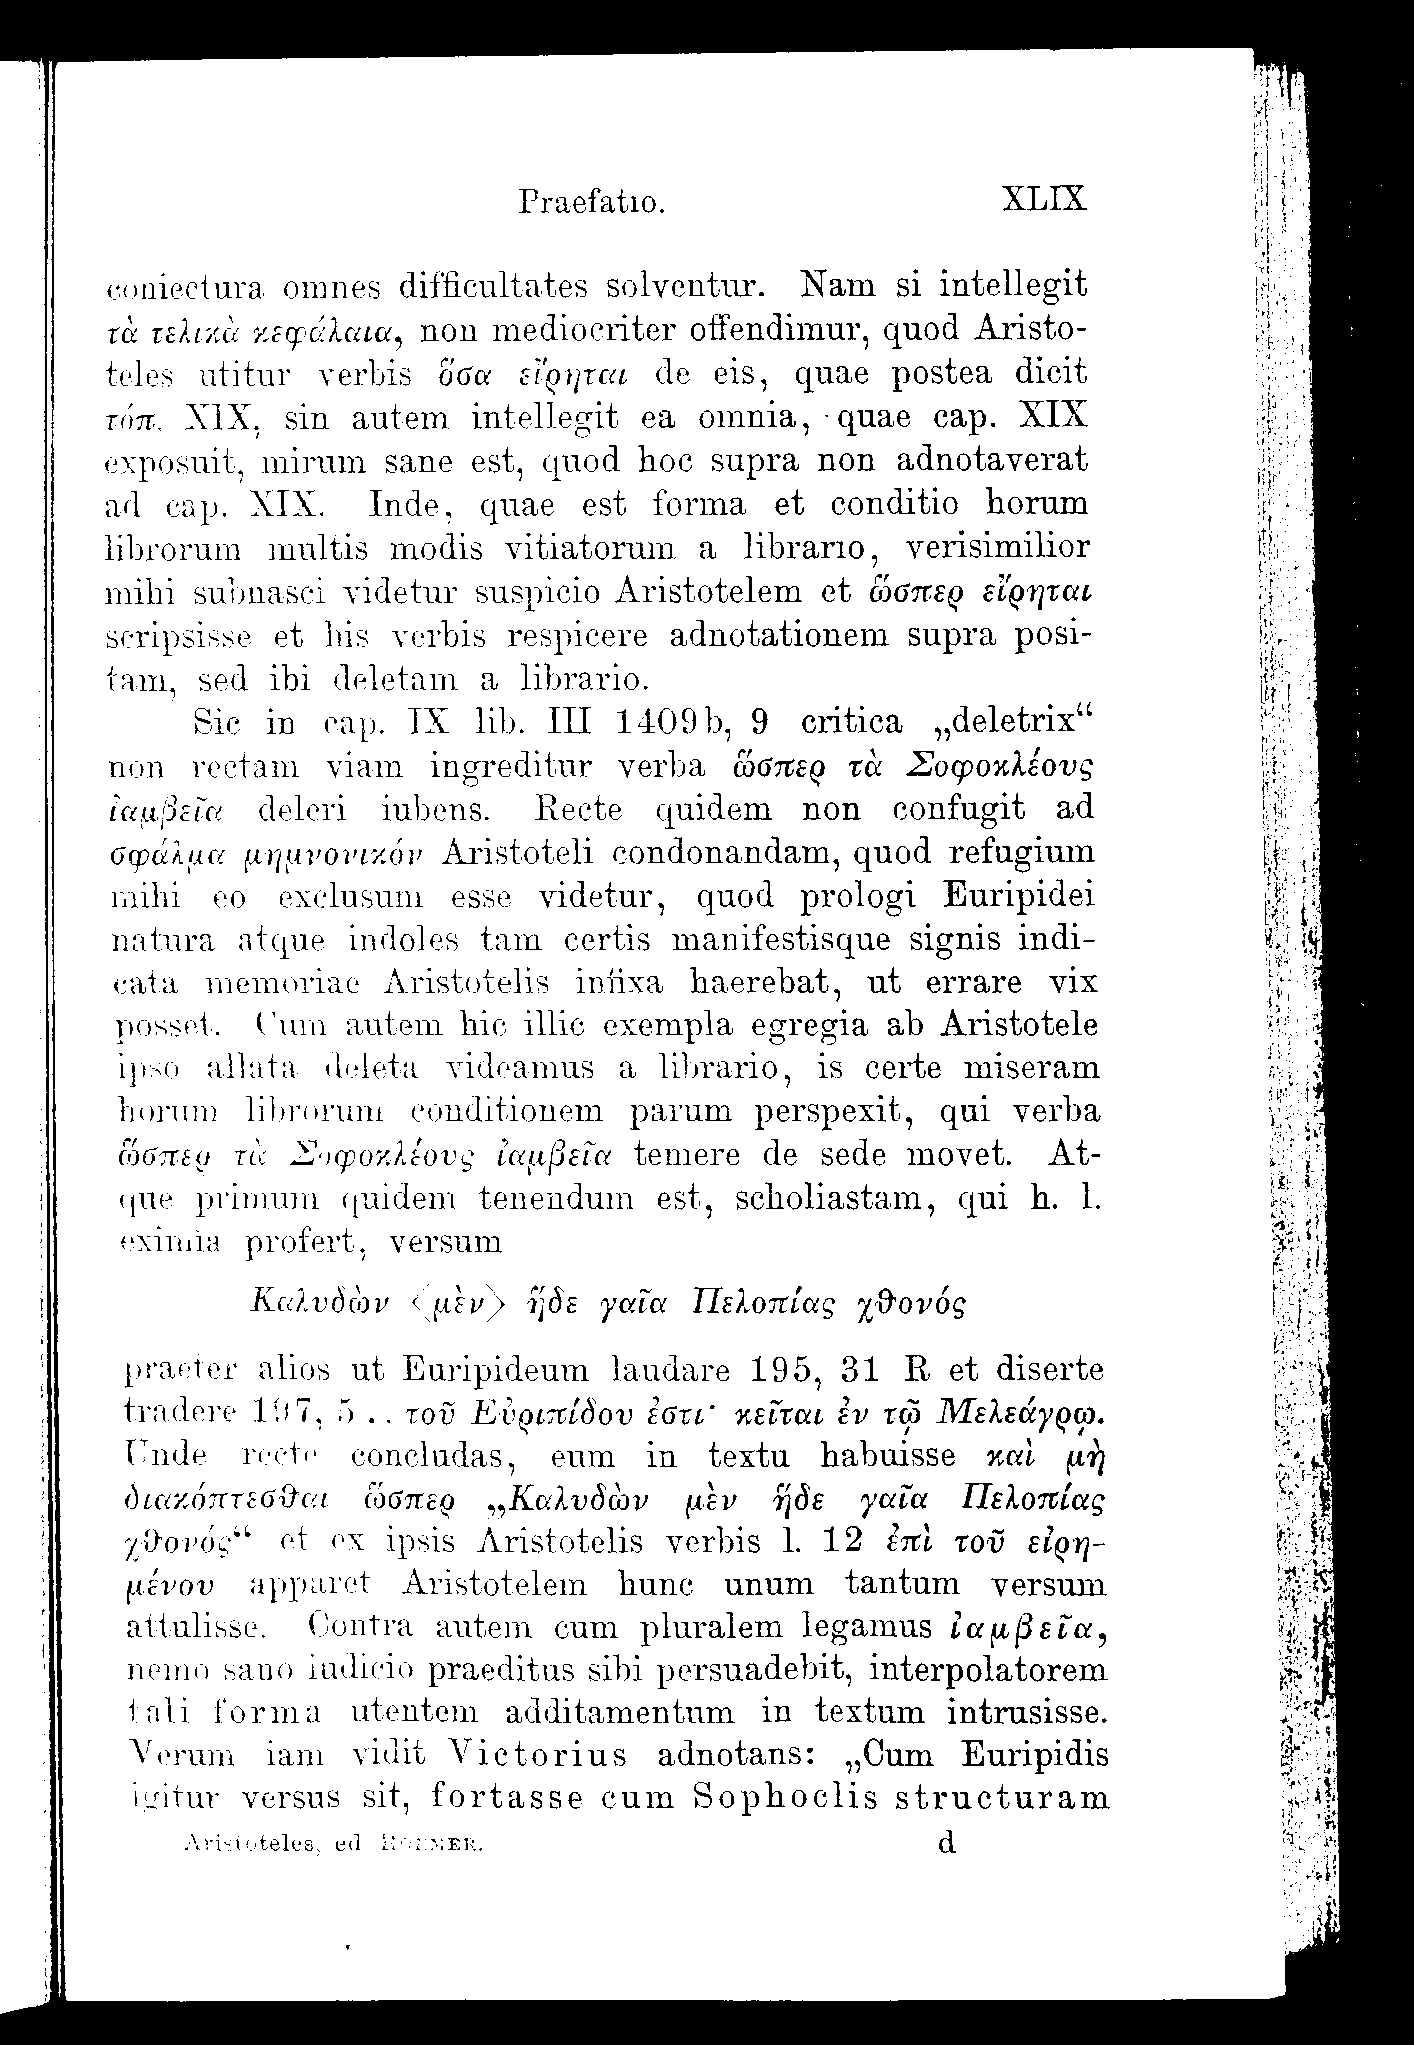 Praefatio. XLIX
coniectura omnes difficultates solventur. Nam si intellegit
τὰ τελικὰ κεφάλαια, non mediocriter offendimur, quod Aristo-
teles utitur verbis ὅσα εἴρηται de eis, quae postea dicit
τόπ. XIX, sin autem intellegit ea omnia, quae cap. XIX
exposuit, mirum sane est, quod hoc supra non adnotaverat
ad cap. XIX. Inde, quae est forma et conditio horum
librorum multis modis vitiatorum a librario, verisimilior
mihi subnasci videtur suspicio Aristotelem et ὥσπερ εἴρηται
scripsisse et his verbis respicere adnotationem supra posi-
tam, sed ibi deletam a librario.
Sic in cap. IX lib. III 1409b, 9 critica „deletrix“
non rectam viam ingreditur verba ὥσπερ τὰ Σοφοκλέους
ἰαμβεῖα deleri iubens. Recte quidem non confugit ad
σφάλμα μημνονικόν Aristoteli condonandam, quod refugium
mihi eo exclusum esse videtur, quod prologi Euripidei
natura atque indoles tam certis manifestisque signis indi-
cata memoriae Aristotelis infixa haerebat, ut errare vix
posset. Cum autem hic illic exempla egregia ab Aristotele
ipso allata deleta videamus a librario, is certe miseram
horum librorum conditionem parum perspexit, qui verba
ὥσπερ τὰ Σοφοκλέους ἰαμβεῖα temere de sede movet. At-
que primum quidem tenendum est, scholiastam, qui h. l.
eximia profert, versum
Καλυδὼν <μὲν> ἥδε γαῖα Πελοπίας χθονός
praeter alios ut Euripideum laudare 195, 31 R et diserte
tradere 197, 5 .. τοῦ Εὐριπίδου ἐστι· κεῖται ἐν τῷ Μελεάγρῳ.
Unde recte concludas, eum in textu habuisse καὶ μὴ
διακόπτεσθαι ὥσπερ „Καλυδὼν μὲν ἥδε γαῖα Πελοπίας
χθονός“ et ex ipsis Aristotelis verbis l. 12 ἐπὶ τοῦ εἰρη-
μένου apparet Aristotelem hunc unum tantum versum
attulisse. Contra autem cum pluralem legamus ἰαμβεῖα,
nemo sano iudicio praeditus sibi persuadebit, interpolatorem
tali forma utentem additamentum in textum intrusisse.
Verum iam vidit Victorius adnotans: „Cum Euripidis
igitur versus sit, fortasse cum Sophoclis structuram
Aristoteles, ed ROEMER. d